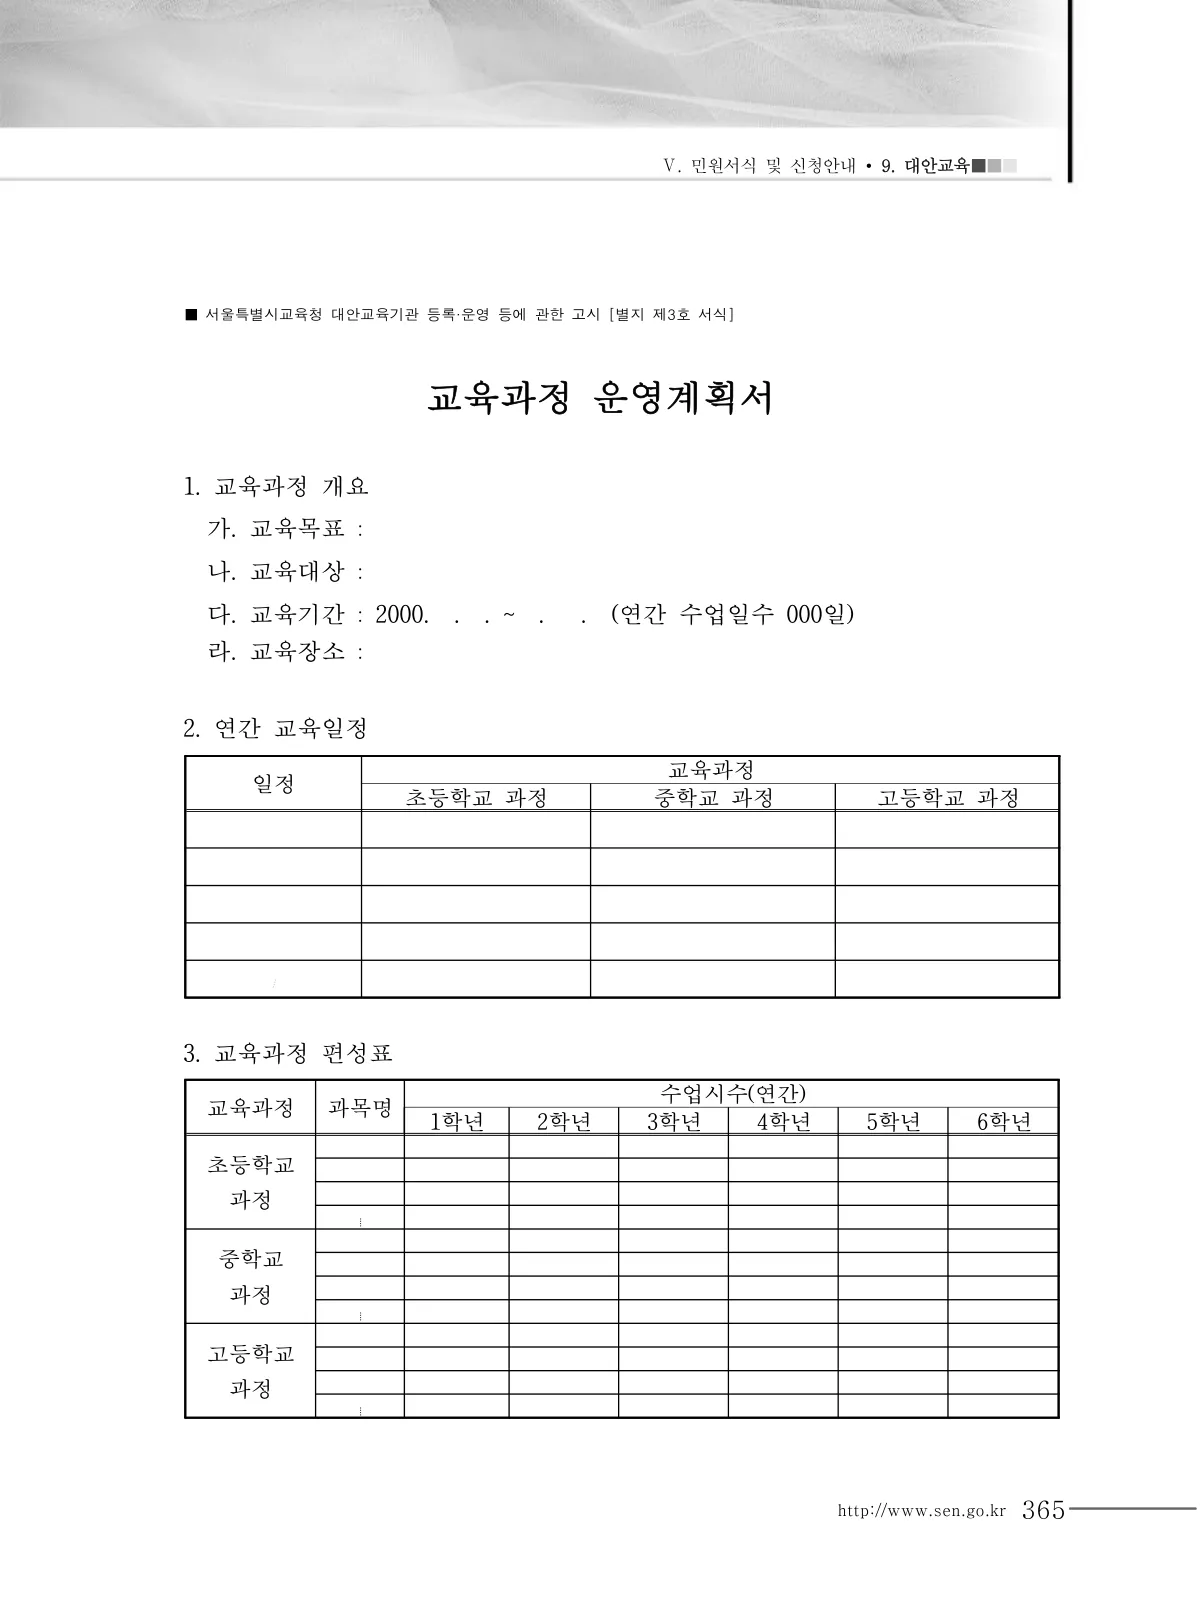 Ⅴ. 민원서식 및 신청안내 • 9. 대안교육
■ 서울특별시교육청 대안교육기관 등록·운영 등에 관한 고시 [별지 제3호 서식]
교육과정 운영계획서
1. 교육과정 개요
가. 교육목표 :
나. 교육대상 :
다. 교육기간 : 2000. . . ~ . . (연간 수업일수 000일)
라. 교육장소 :
2. 연간 교육일정
일정
교육과정
초등학교 과정 중학교 과정 고등학교 과정
3. 교육과정 편성표
교육과정 과목명
수업시수(연간)
1학년 2학년 3학년 4학년 5학년 6학년
초등학교
과정
⋮
중학교
과정
⋮
고등학교
과정
⋮
http://www.sen.go.kr 365